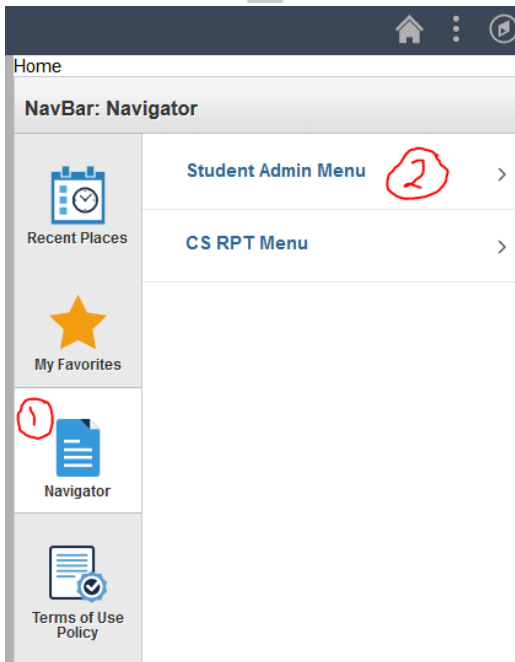 Home
NavBar: Navigator
Recent Places
My Favorites
1
Navigator
Terms of Use
Policy
Student Admin Menu 2
CS RPT Menu